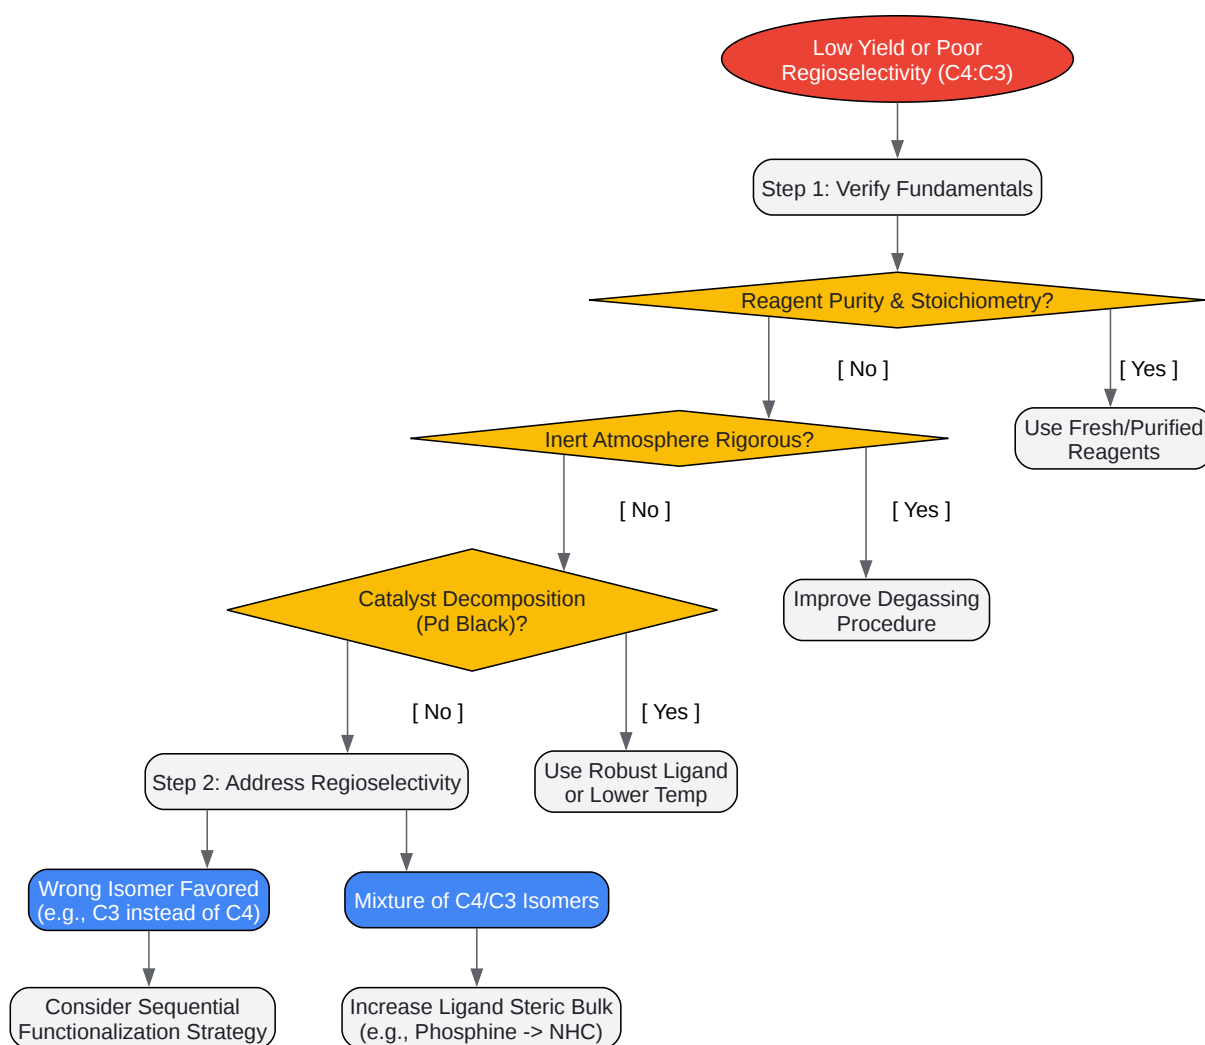 Low Yield or Poor
Regioselectivity (C4:C3)
Step 1: Verify Fundamentals
Reagent Purity & Stoichiometry?
[ No ]
[ Yes ]
Use Fresh/Purified
Reagents
Inert Atmosphere Rigorous?
[ No ]
[ Yes ]
Improve Degassing
Procedure
Catalyst Decomposition
(Pd Black)?
[ No ]
[ Yes ]
Use Robust Ligand
or Lower Temp
Step 2: Address Regioselectivity
Wrong Isomer Favored
(e.g., C3 instead of C4)
Mixture of C4/C3 Isomers
Consider Sequential
Functionalization Strategy
Increase Ligand Steric Bulk
(e.g., Phosphine -> NHC)